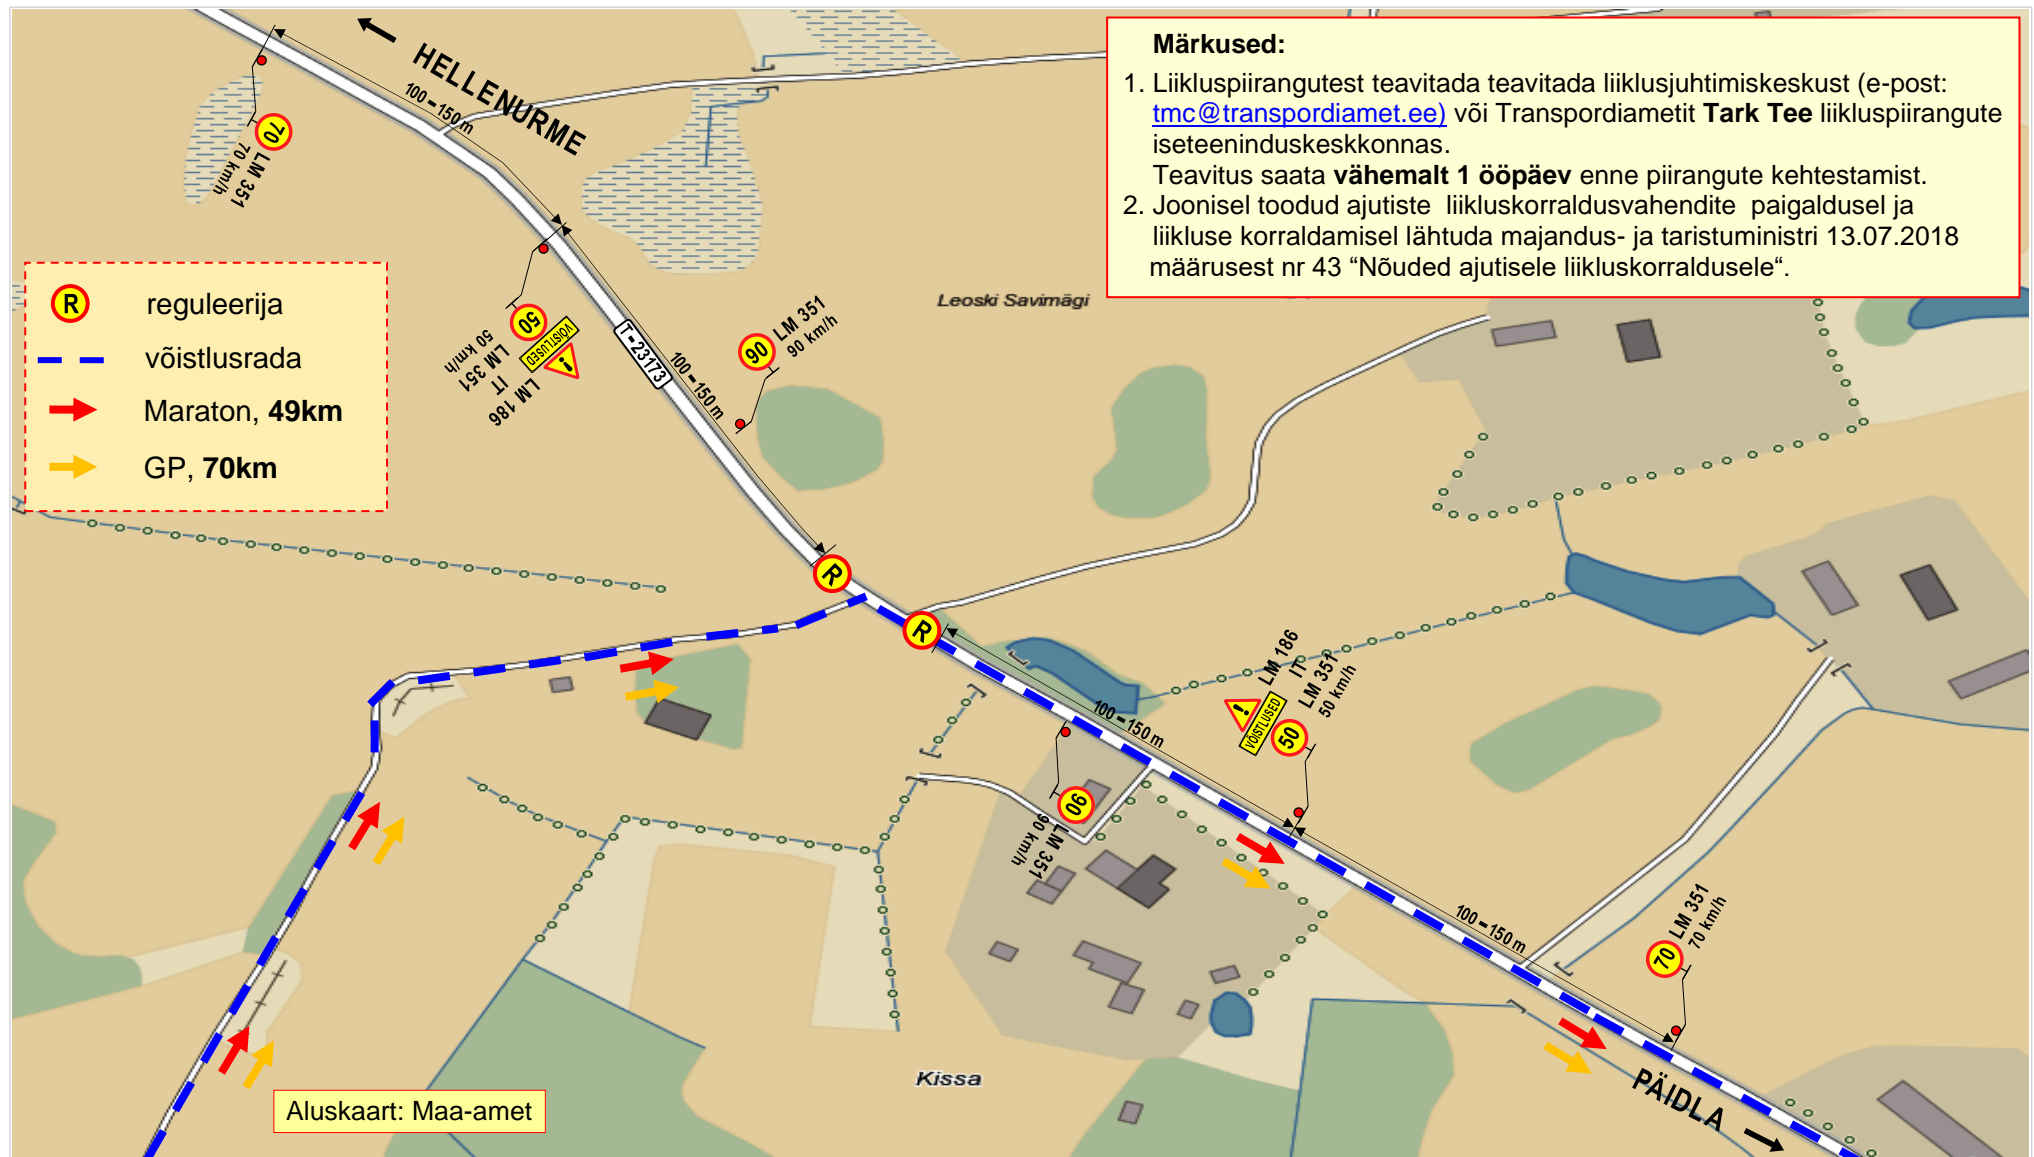 Märkused:
1. Liikluspiirangutest teavitada teavitada liiklusjuhtimiskeskust (e-post:
tmc@transpordiamet.ee) või Transpordiametit Tark Tee liikluspiirangute
iseteeninduskeskkonnas.
Teavitus saata vähemalt 1 ööpäev enne piirangute kehtestamist.
2. Joonisel toodud ajutiste liikluskorraldusvahendite paigaldusel ja
liikluse korraldamisel lähtuda majandus- ja taristuministri 13.07.2018
määrusest nr 43 “Nõuded ajutisele liikluskorraldusele“.
HELLENURME
100-150 m
70
LM 351
70 km/h
R reguleerija
võistlusrada
Maraton, 49km
GP, 70km
50
VÕISTLUSED
!
50 km/h
LM 351
IT
LM 186
T-23173
100-150 m
90
LM 351
90 km/h
Leoski Savimägi
R
R
100-150 m
!
VÕISTLUSED
50
LM 186
IT
LM 351
50 km/h
90
LM 351
90 km/h
100-150 m
70
LM 351
70 km/h
Kissa
PÄIDLA
Aluskaart: Maa-amet